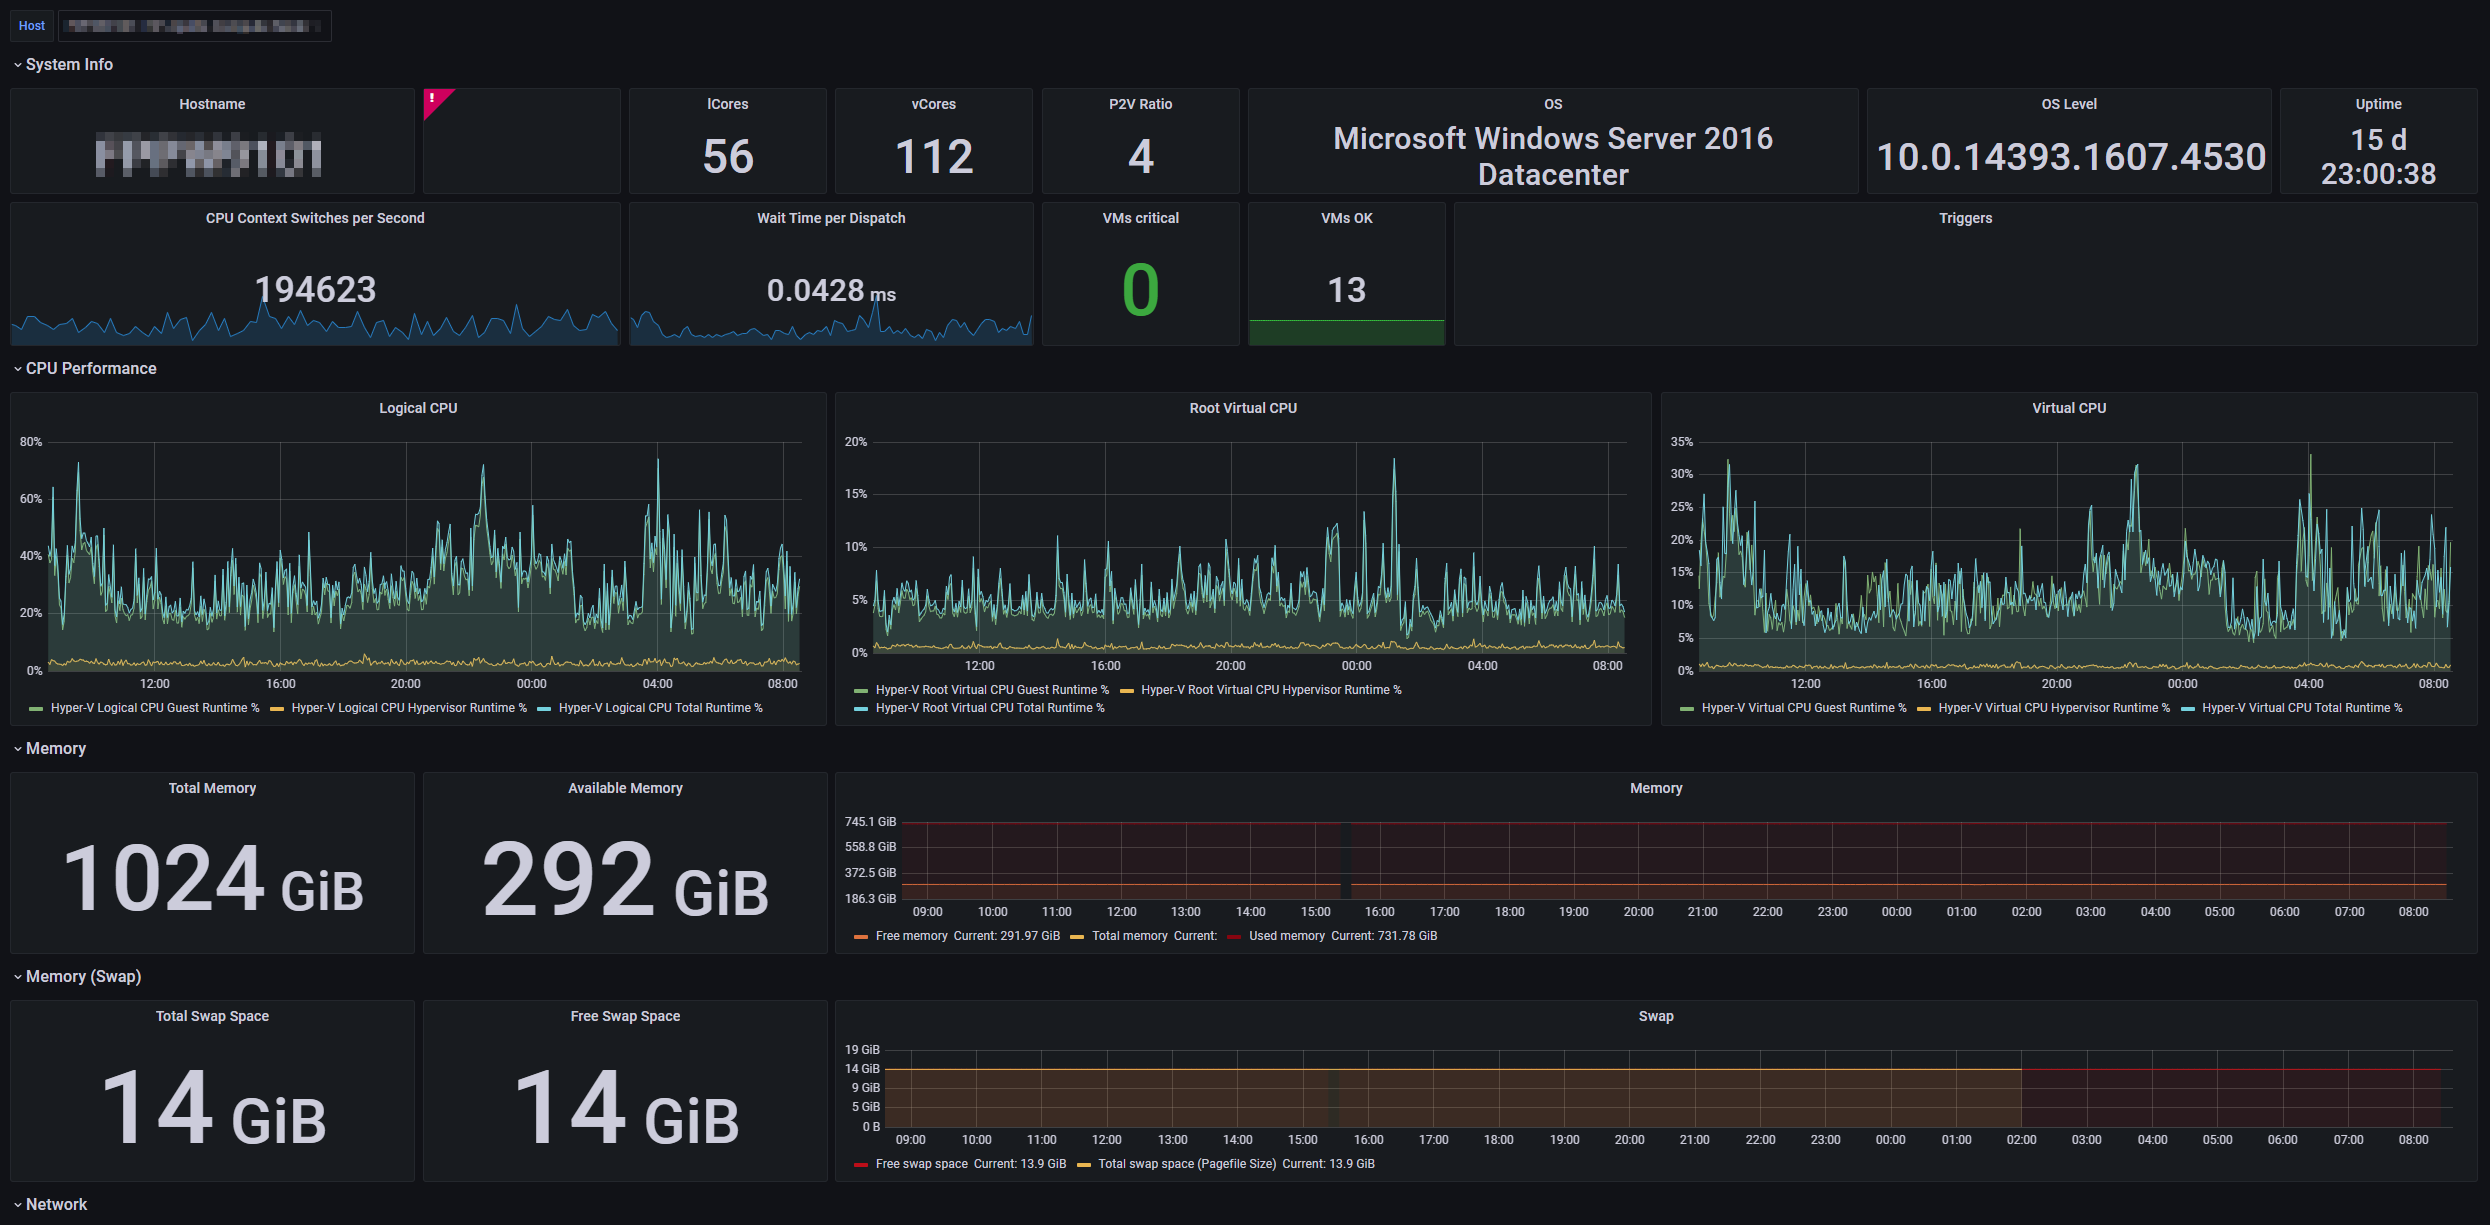 Host
System Info
Hostname
!
lCores
56
vCores
112
P2V Ratio
4
OS
Microsoft Windows Server 2016
Datacenter
OS Level
10.0.14393.1607.4530
Uptime
15 d
23:00:38
CPU Context Switches per Second
194623
Wait Time per Dispatch
0.0428 ms
VMs critical
0
VMs OK
13
Triggers
CPU Performance
Logical CPU
80%
60%
40%
20%
0%
12:00 16:00 20:00 00:00 04:00 08:00
Hyper-V Logical CPU Guest Runtime % Hyper-V Logical CPU Hypervisor Runtime % Hyper-V Logical CPU Total Runtime %
Root Virtual CPU
20%
15%
10%
5%
0%
12:00 16:00 20:00 00:00 04:00 08:00
Hyper-V Root Virtual CPU Guest Runtime % Hyper-V Root Virtual CPU Hypervisor Runtime %
Hyper-V Root Virtual CPU Total Runtime %
Virtual CPU
35%
30%
25%
20%
15%
10%
5%
0%
12:00 16:00 20:00 00:00 04:00 08:00
Hyper-V Virtual CPU Guest Runtime % Hyper-V Virtual CPU Hypervisor Runtime % Hyper-V Virtual CPU Total Runtime %
Memory
Total Memory
1024 GiB
Available Memory
292 GiB
Memory
745.1 GiB
558.8 GiB
372.5 GiB
186.3 GiB
09:00 10:00 11:00 12:00 13:00 14:00 15:00 16:00 17:00 18:00 19:00 20:00 21:00 22:00 23:00 00:00 01:00 02:00 03:00 04:00 05:00 06:00 07:00 08:00
Free memory Current: 291.97 GiB Total memory Current: Used memory Current: 731.78 GiB
Memory (Swap)
Total Swap Space
14 GiB
Free Swap Space
14 GiB
Swap
19 GiB
14 GiB
9 GiB
5 GiB
0 B
09:00 10:00 11:00 12:00 13:00 14:00 15:00 16:00 17:00 18:00 19:00 20:00 21:00 22:00 23:00 00:00 01:00 02:00 03:00 04:00 05:00 06:00 07:00 08:00
Free swap space Current: 13.9 GiB Total swap space (Pagefile Size) Current: 13.9 GiB
Network